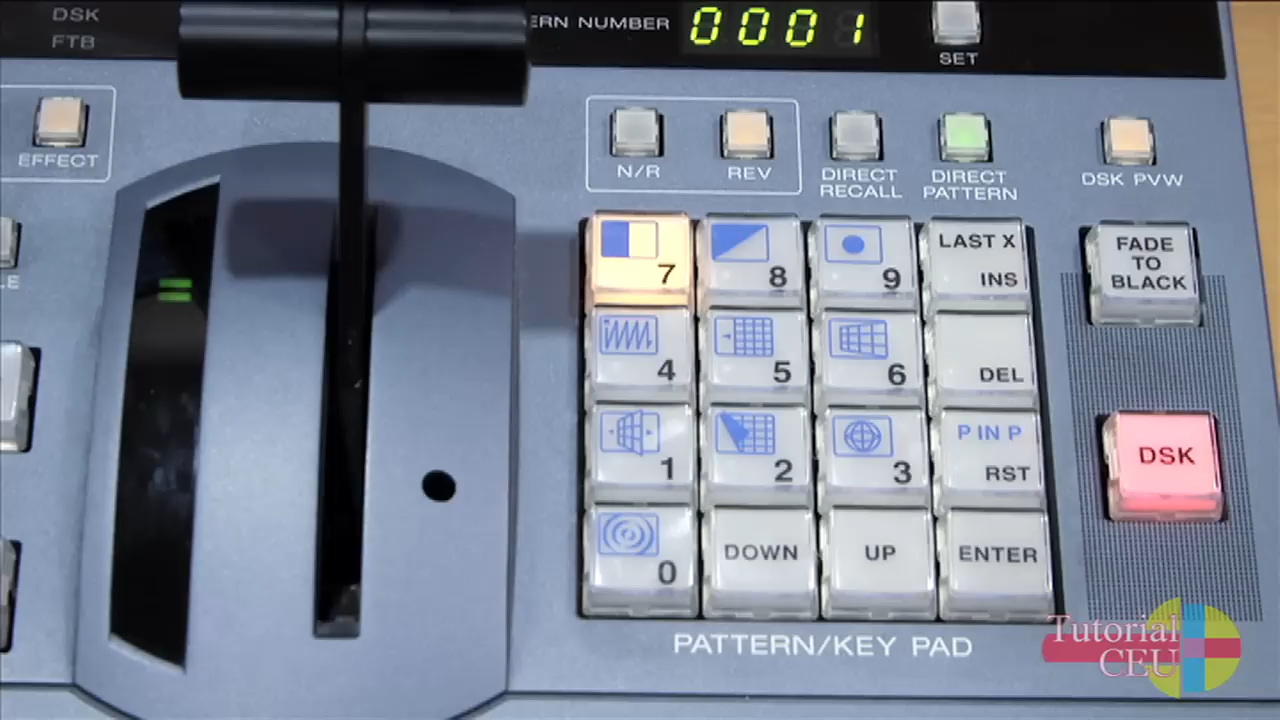 DSK
FTB
ERN NUMBER
0001
SET
EFFECT
N/R
REV
DIRECT
RECALL
DIRECT
PATTERN
DSK PVW
7
8
9
LAST X
INS
FADE
TO
BLACK
4
5
6
DEL
1
2
3
P IN P
RST
DSK
0
DOWN
UP
ENTER
PATTERN/KEY PAD
Tutorial
CEU